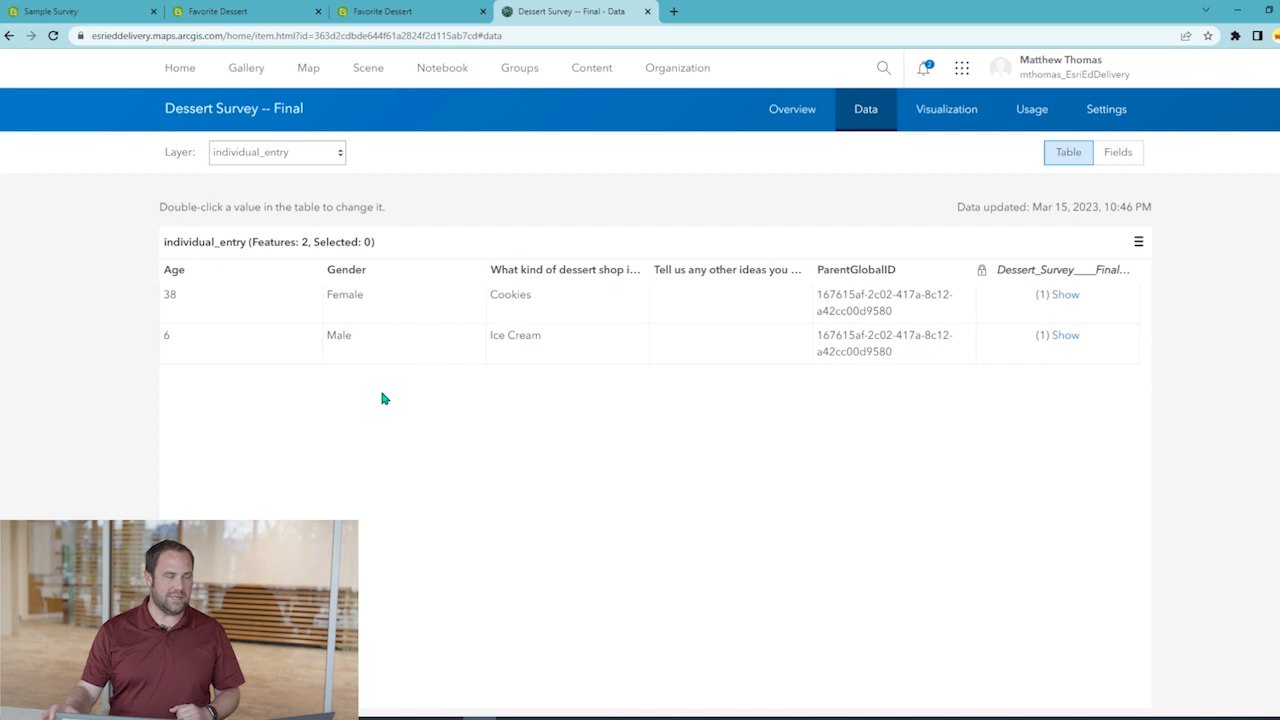 Sample Survey
Favorite Dessert
Favorite Dessert
Dessert Survey -- Final - Data
esrieddelivery.maps.arcgis.com/home/item.html?id=363d2cdbde644f61a2824f2d115ab7cd#data
Home Gallery Map Scene Notebook Groups Content Organization
2
Matthew Thomas
mthomas_EsriEdDelivery
Dessert Survey -- Final
Overview Data Visualization Usage Settings
Layer: individual_entry
Table Fields
Double-click a value in the table to change it.
Data updated: Mar 15, 2023, 10:46 PM
individual_entry (Features: 2, Selected: 0)
Age Gender What kind of dessert shop i... Tell us any other ideas you ... ParentGlobalID Dessert_Survey____Final...
38 Female Cookies 167615af-2c02-417a-8c12- (1) Show
a42cc00d9580
6 Male Ice Cream 167615af-2c02-417a-8c12- (1) Show
a42cc00d9580